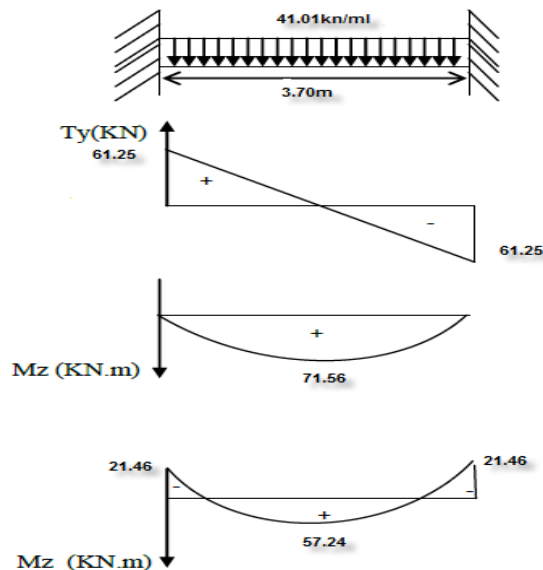 41.01kn/ml
3.70m
Ty(KN)
61.25
+
-
61.25
+
Mz (KN.m)
71.56
21.46
21.46
-
-
+
57.24
Mz (KN.m)